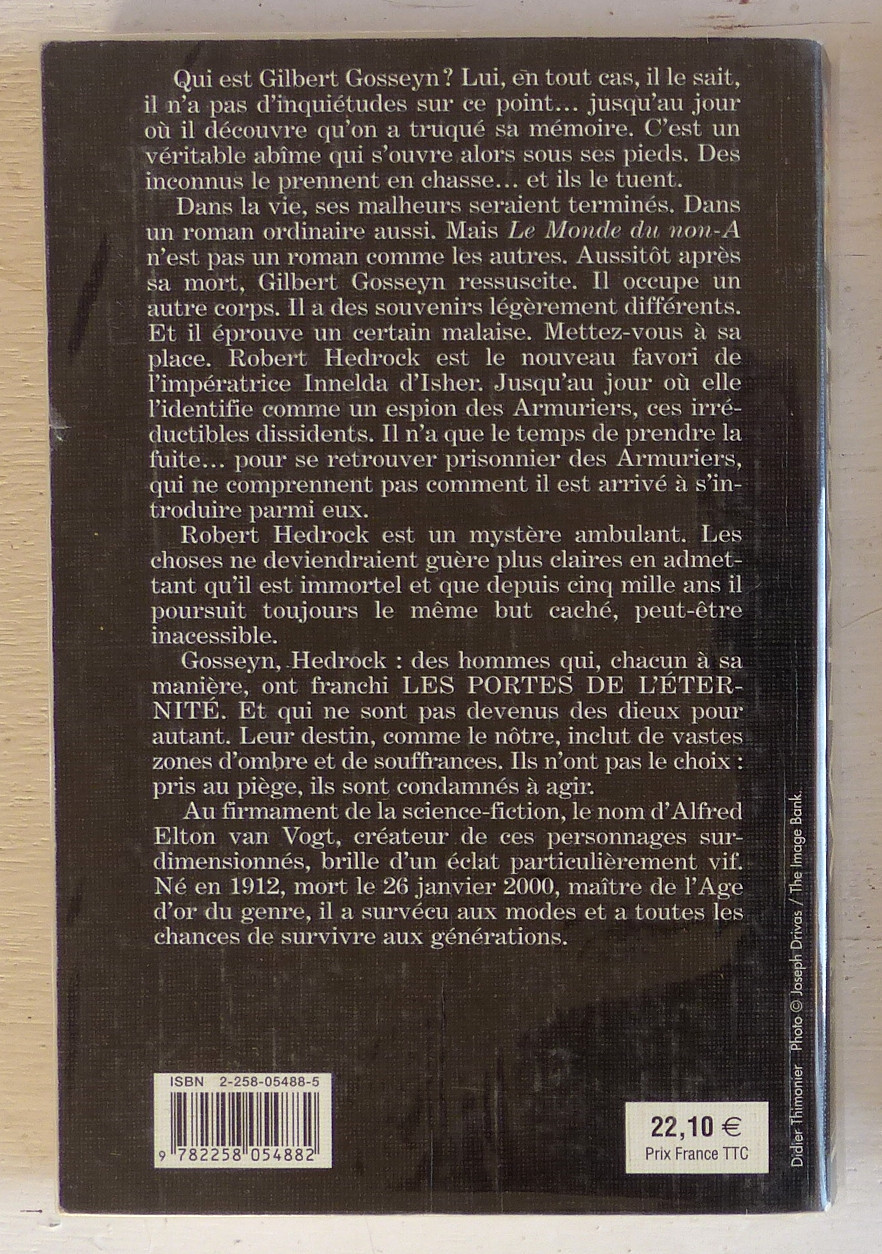 Qui est Gilbert Gosseyn ? Lui, en tout cas, il le sait,
il n'a pas d'inquiétudes sur ce point... jusqu'au jour
où il découvre qu'on a truqué sa mémoire. C'est un
véritable abîme qui s'ouvre alors sous ses pieds. Des
inconnus le prennent en chasse... et ils le tuent.
Dans la vie, ses malheurs seraient terminés. Dans
un roman ordinaire aussi. Mais Le Monde du non-A
n'est pas un roman comme les autres. Aussitôt après
sa mort, Gilbert Gosseyn ressuscite. Il occupe un
autre corps. Il a des souvenirs légèrement différents.
Et il éprouve un certain malaise. Mettez-vous à sa
place. Robert Hedrock est le nouveau favori de
l'impératrice Innelda d'Isher. Jusqu'au jour où elle
l'identifie comme un espion des Armuriers, ces irré-
ductibles dissidents. Il n'a que le temps de prendre la
fuite... pour se retrouver prisonnier des Armuriers,
qui ne comprennent pas comment il est arrivé à s'in-
troduire parmi eux.
Robert Hedrock est un mystère ambulant. Les
choses ne deviendraient guère plus claires en admet-
tant qu'il est immortel et que depuis cinq mille ans il
poursuit toujours le même but caché, peut-être
inacessible.
Gosseyn, Hedrock : des hommes qui, chacun à sa
manière, ont franchi LES PORTES DE L'ÉTER-
NITÉ. Et qui ne sont pas devenus des dieux pour
autant. Leur destin, comme le nôtre, inclut de vastes
zones d'ombre et de souffrances. Ils n'ont pas le choix :
pris au piège, ils sont condamnés à agir.
Au firmament de la science-fiction, le nom d'Alfred
Elton van Vogt, créateur de ces personnages sur-
dimensionnés, brille d'un éclat particulièrement vif.
Né en 1912, mort le 26 janvier 2000, maître de l'Age
d'or du genre, il a survécu aux modes et a toutes les
chances de survivre aux générations.
ISBN 2-258-05488-5
9 782258 054882
22,10 €
Prix France TTC
Didier Thimonier Photo © Joseph Drivas / The Image Bank.